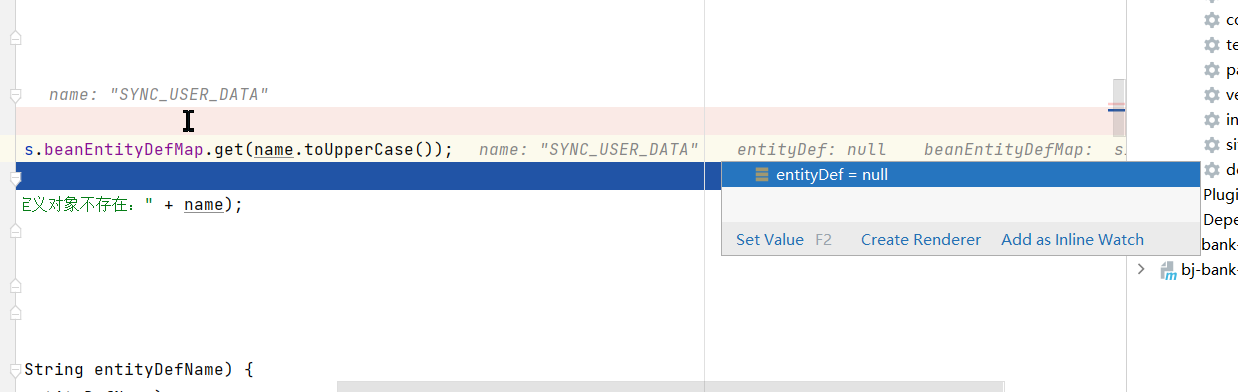 name: "SYNC_USER_DATA"
s.beanEntityDefMap.get(name.toUpperCase()); name: "SYNC_USER_DATA" entityDef: null beanEntityDefMap:
entityDef = null
义对象不存在：" + name);
Set Value F2 Create Renderer Add as Inline Watch
String entityDefName) {
co
te
pa
ve
in
si
de
Plugi
Depe
bank-
bj-bank-